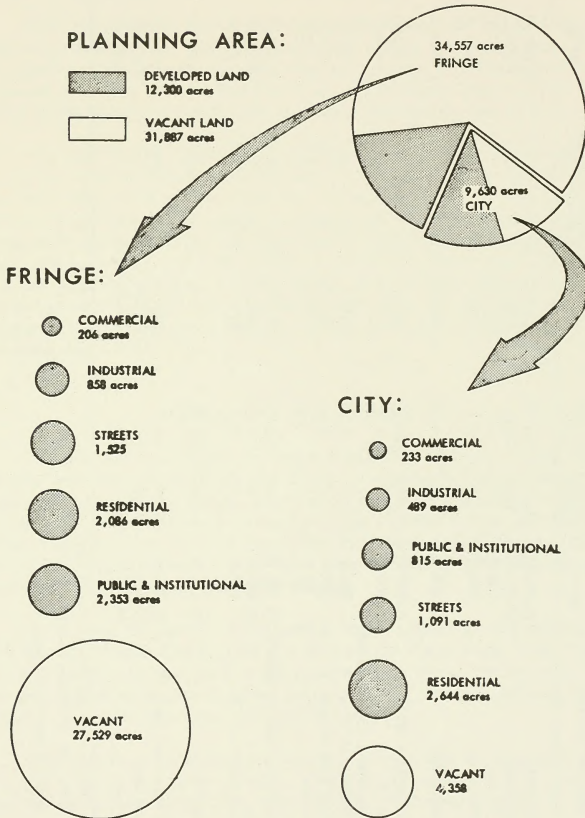 PLANNING AREA:
DEVELOPED LAND
12,300 acres
VACANT LAND
31,887 acres
34,557 acres
FRINGE
9,630 acres
CITY
FRINGE:
COMMERCIAL
206 acres
INDUSTRIAL
858 acres
STREETS
1,525
RESIDENTIAL
2,086 acres
PUBLIC & INSTITUTIONAL
2,353 acres
VACANT
27,529 acres
CITY:
COMMERCIAL
233 acres
INDUSTRIAL
489 acres
PUBLIC & INSTITUTIONAL
815 acres
STREETS
1,091 acres
RESIDENTIAL
2,644 acres
VACANT
4,358